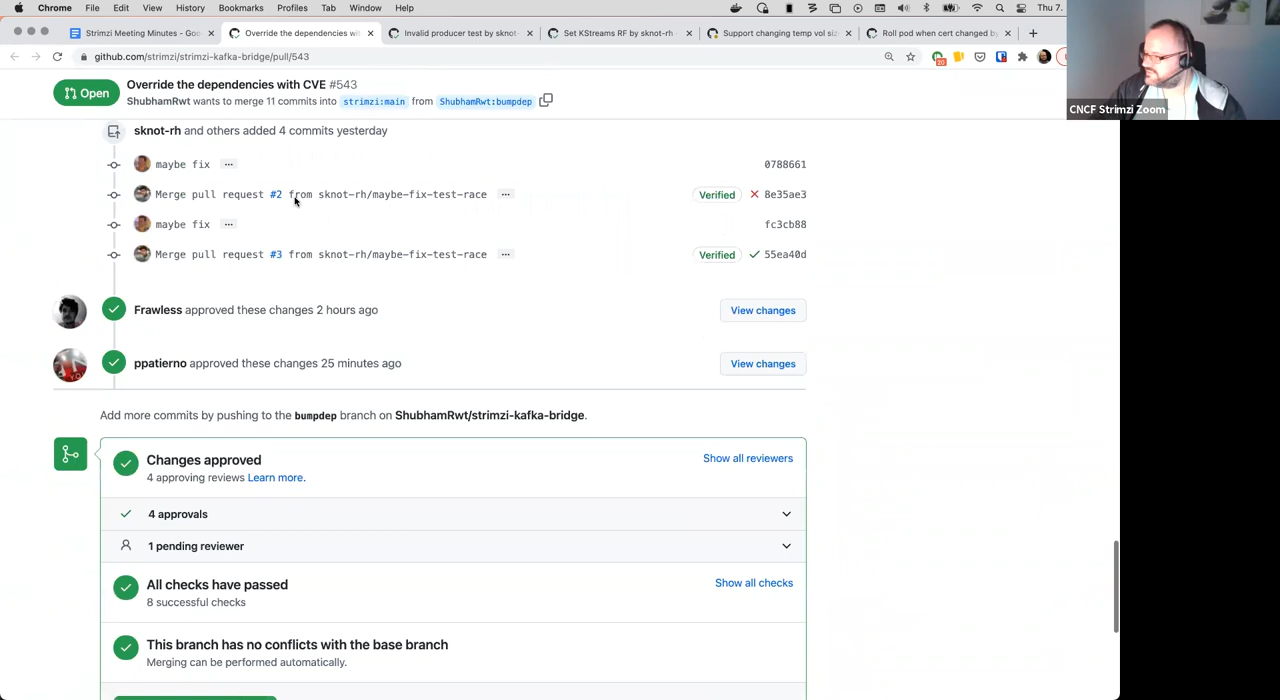 Chrome File Edit View History Bookmarks Profiles Tab Window Help Thu 7.
Strimzi Meeting Minutes - Goo
Override the dependencies wit
Invalid producer test by sknot-
Set KStreams RF by sknot-rh
Support changing temp vol siz
Roll pod when cert changed by
github.com/strimzi/strimzi-kafka-bridge/pull/543
20
CNCF Strimzi Zoom
Open
Override the dependencies with CVE #543
ShubhamRwt wants to merge 11 commits into strimzi:main from ShubhamRwt:bumpdep
sknot-rh and others added 4 commits yesterday
maybe fix ... 0788661
Merge pull request #2 from sknot-rh/maybe-fix-test-race ... Verified 8e35ae3
maybe fix ... fc3cb88
Merge pull request #3 from sknot-rh/maybe-fix-test-race ... Verified 55ea40d
Frawless approved these changes 2 hours ago View changes
ppatierno approved these changes 25 minutes ago View changes
Add more commits by pushing to the bumpdep branch on ShubhamRwt/strimzi-kafka-bridge.
Changes approved Show all reviewers
4 approving reviews Learn more.
4 approvals
1 pending reviewer
All checks have passed Show all checks
8 successful checks
This branch has no conflicts with the base branch
Merging can be performed automatically.